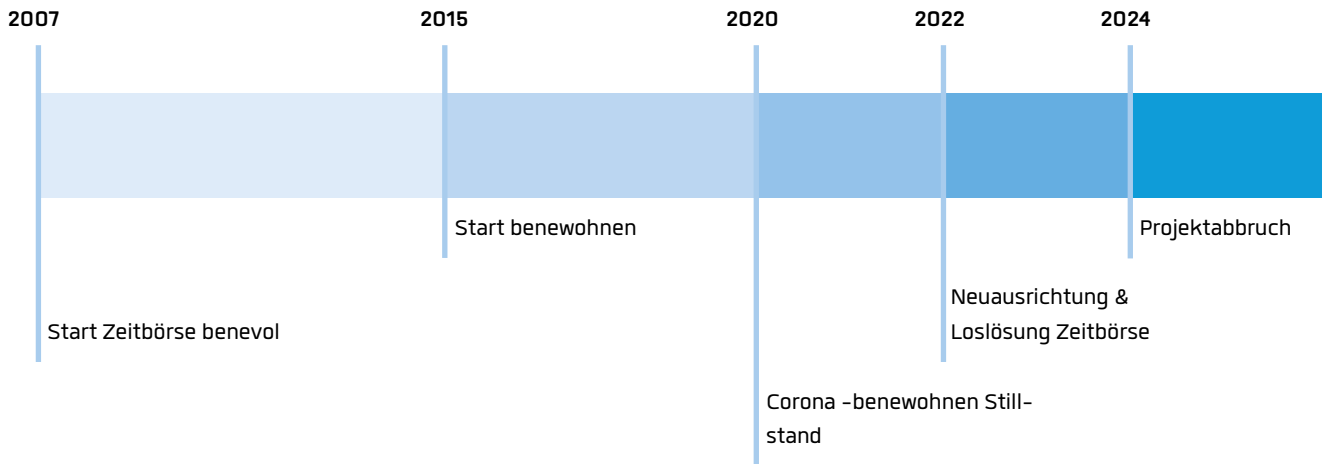 2007
2015
2020
2022
2024
Start benewohnen
Projektabbruch
Neuausrichtung &
Loslösung Zeitbörse
Start Zeitbörse benevol
Corona -benewohnen Still-
stand